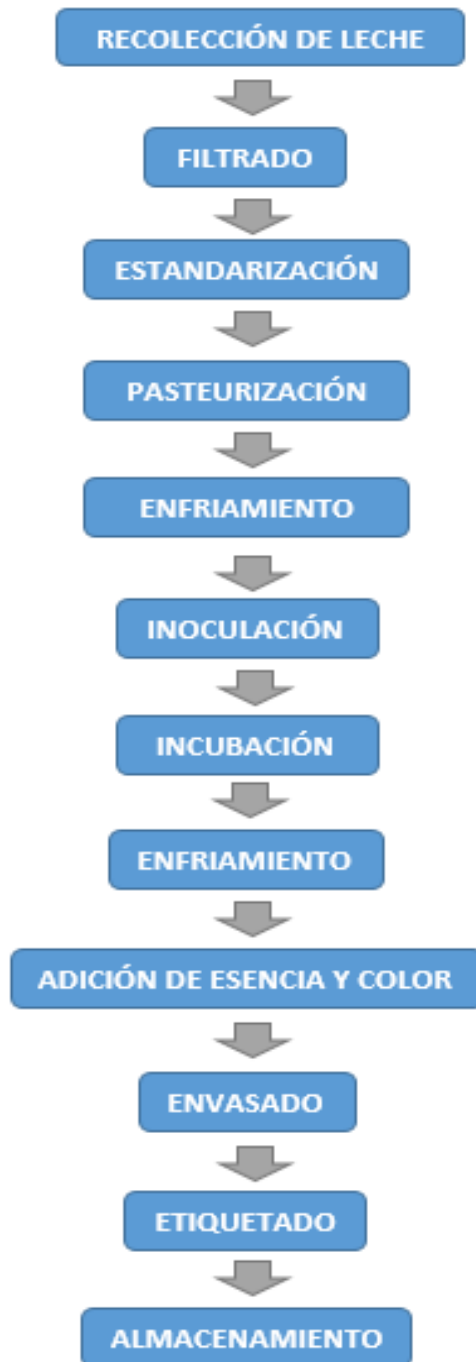 RECOLECCIÓN DE LECHE
FILTRADO
ESTANDARIZACIÓN
PASTEURIZACIÓN
ENFRIAMIENTO
INOCULACIÓN
INCUBACIÓN
ENFRIAMIENTO
ADICIÓN DE ESENCIA Y COLOR
ENVASADO
ETIQUETADO
ALMACENAMIENTO